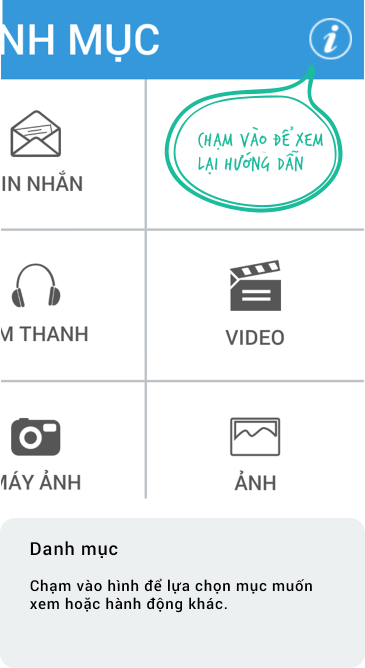 NH MỤC
CHẠM VÀO ĐỂ XEM
LẠI HƯỚNG DẪN
IN NHẮN
M THANH
VIDEO
MÁY ẢNH
ẢNH
Danh mục
Chạm vào hình để lựa chọn mục muốn
xem hoặc hành động khác.